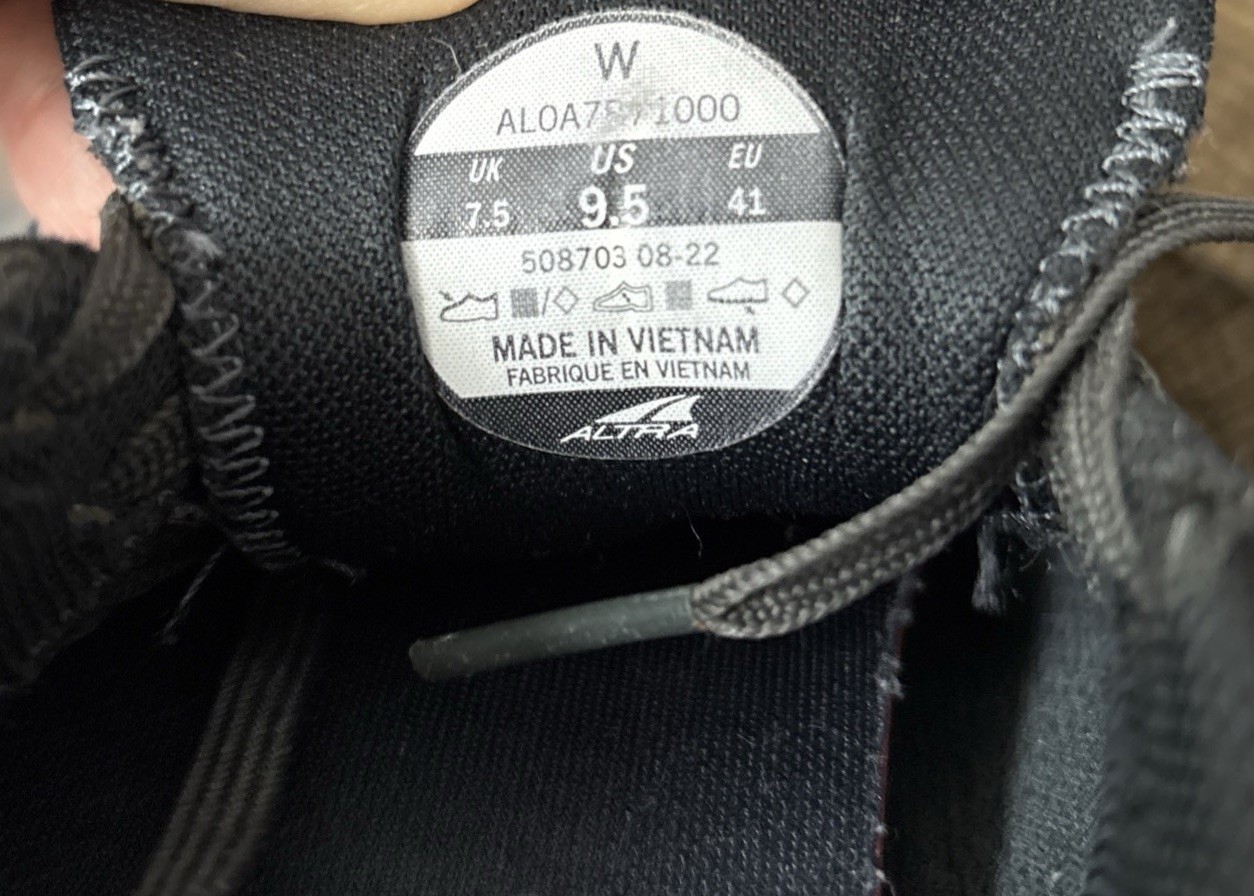 W
UK US EU
7.5 9.5 41
508703 08-22
MADE IN VIETNAM
FABRIQUE EN VIETNAM
ALTRA